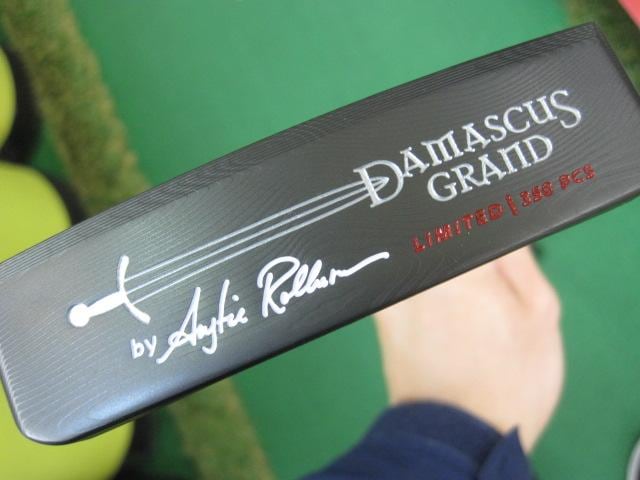 DAMASCUS
GRAND
LIMITED | 350 PCS
by